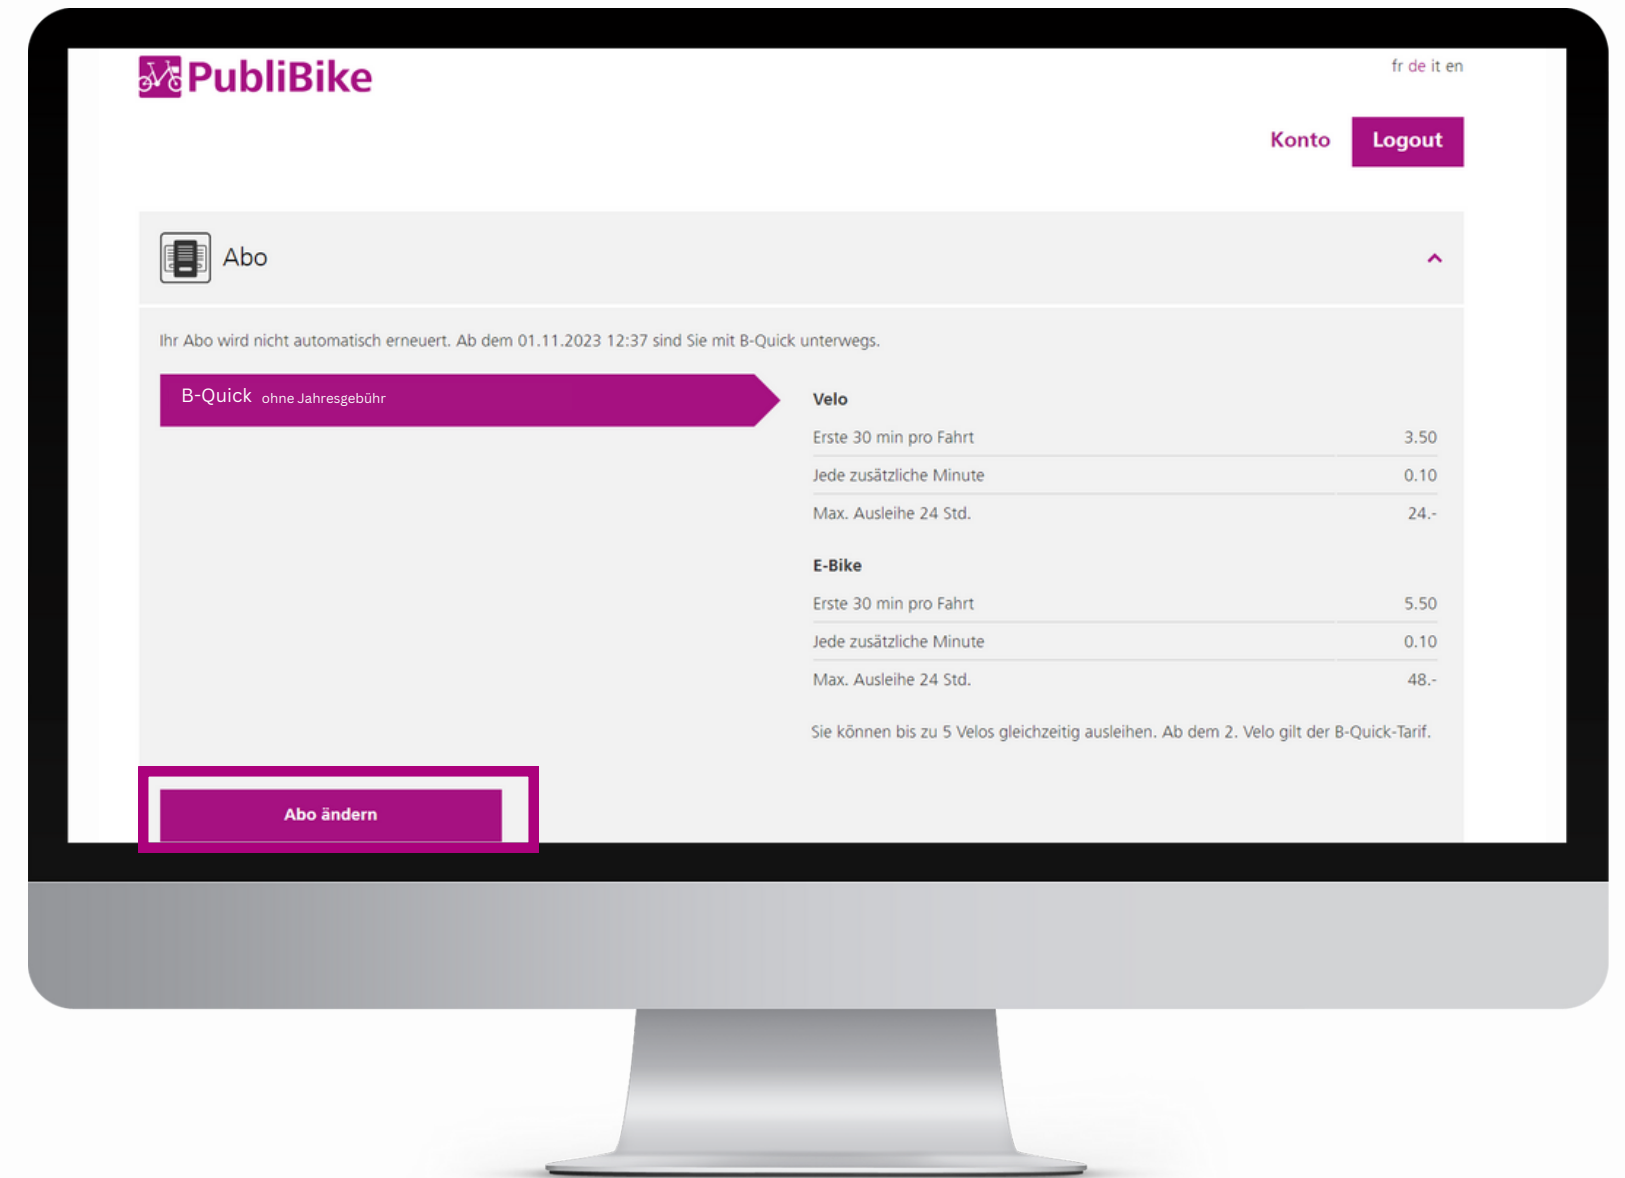 PubliBike
fr de it en
Konto
Logout
Abo
Ihr Abo wird nicht automatisch erneuert. Ab dem 01.11.2023 12:37 sind Sie mit B-Quick unterwegs.
B-Quick ohne Jahresgebühr
Velo
Erste 30 min pro Fahrt 3.50
Jede zusätzliche Minute 0.10
Max. Ausleihe 24 Std. 24.-
E-Bike
Erste 30 min pro Fahrt 5.50
Jede zusätzliche Minute 0.10
Max. Ausleihe 24 Std. 48.-
Sie können bis zu 5 Velos gleichzeitig ausleihen. Ab dem 2. Velo gilt der B-Quick-Tarif.
Abo ändern